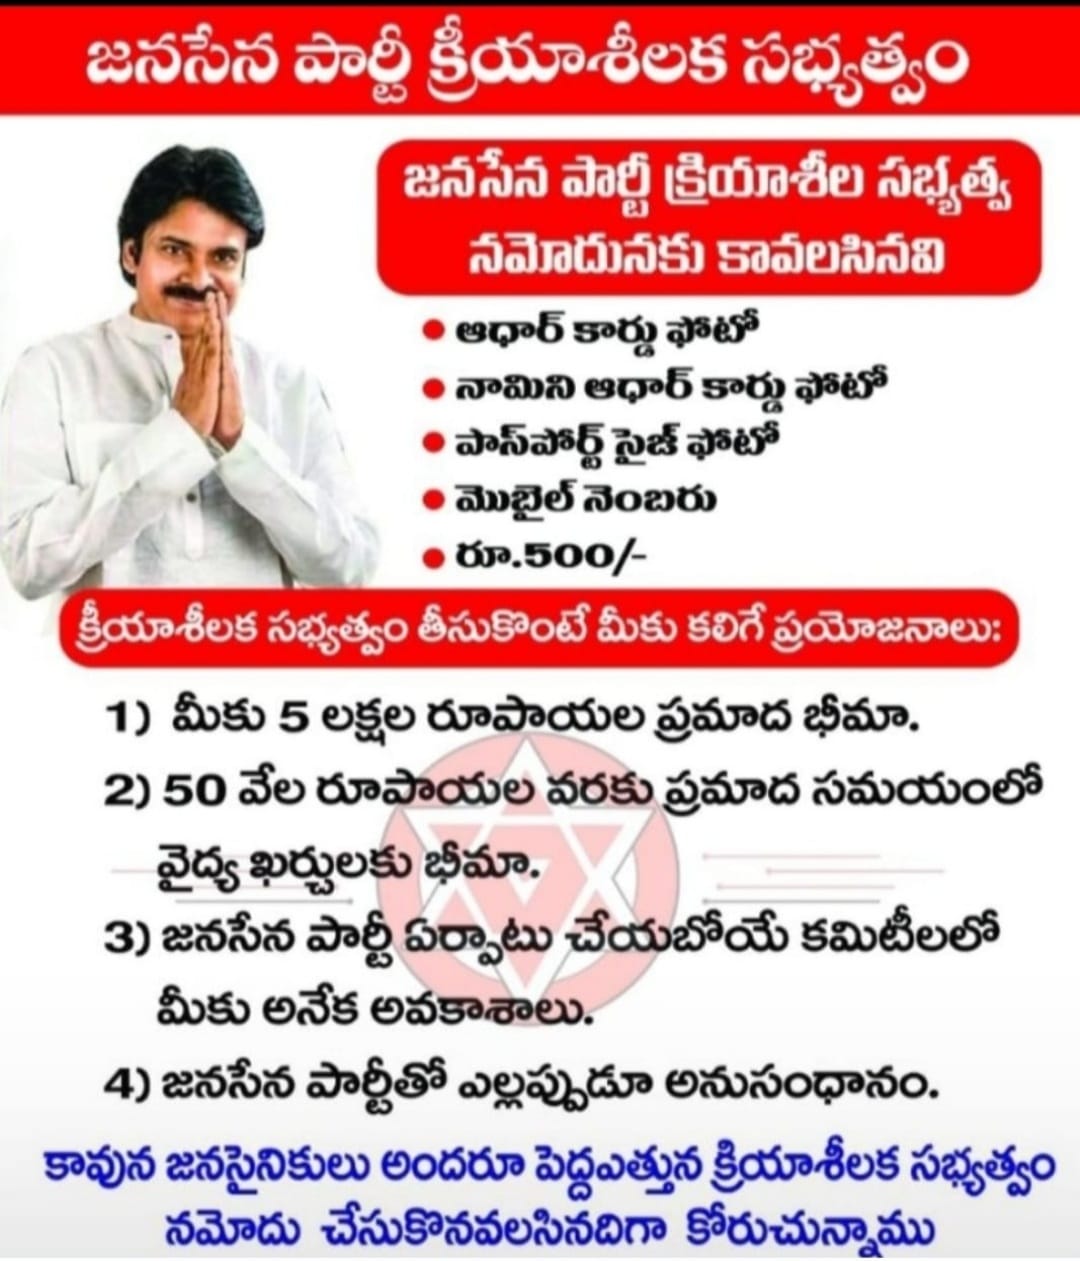 జనసేన పార్టీ క్రీయాశీలక సభ్యత్వం
జనసేన పార్టీ క్రియాశీల సభ్యత్వ
నమోదునకు కావలసినవి
• ఆధార్ కార్డు ఫోటో
• నామిని ఆధార్ కార్డు ఫోటో
• పాస్‌పోర్ట్ సైజ్ ఫోటో
• మొబైల్ నెంబరు
• రూ.500/-
క్రీయాశీలక సభ్యత్వం తీసుకొంటే మీకు కలిగే ప్రయోజనాలు:
1) మీకు 5 లక్షల రూపాయల ప్రమాద భీమా.
2) 50 వేల రూపాయల వరకు ప్రమాద సమయంలో
వైద్య ఖర్చులకు భీమా.
3) జనసేన పార్టీ ఏర్పాటు చేయబోయే కమిటీలలో
మీకు అనేక అవకాశాలు.
4) జనసేన పార్టీతో ఎల్లప్పుడూ అనుసంధానం.
కావున జనసైనికులు అందరూ పెద్దఎత్తున క్రియాశీలక సభ్యత్వం
నమోదు చేసుకొనవలసినదిగా కోరుచున్నాము